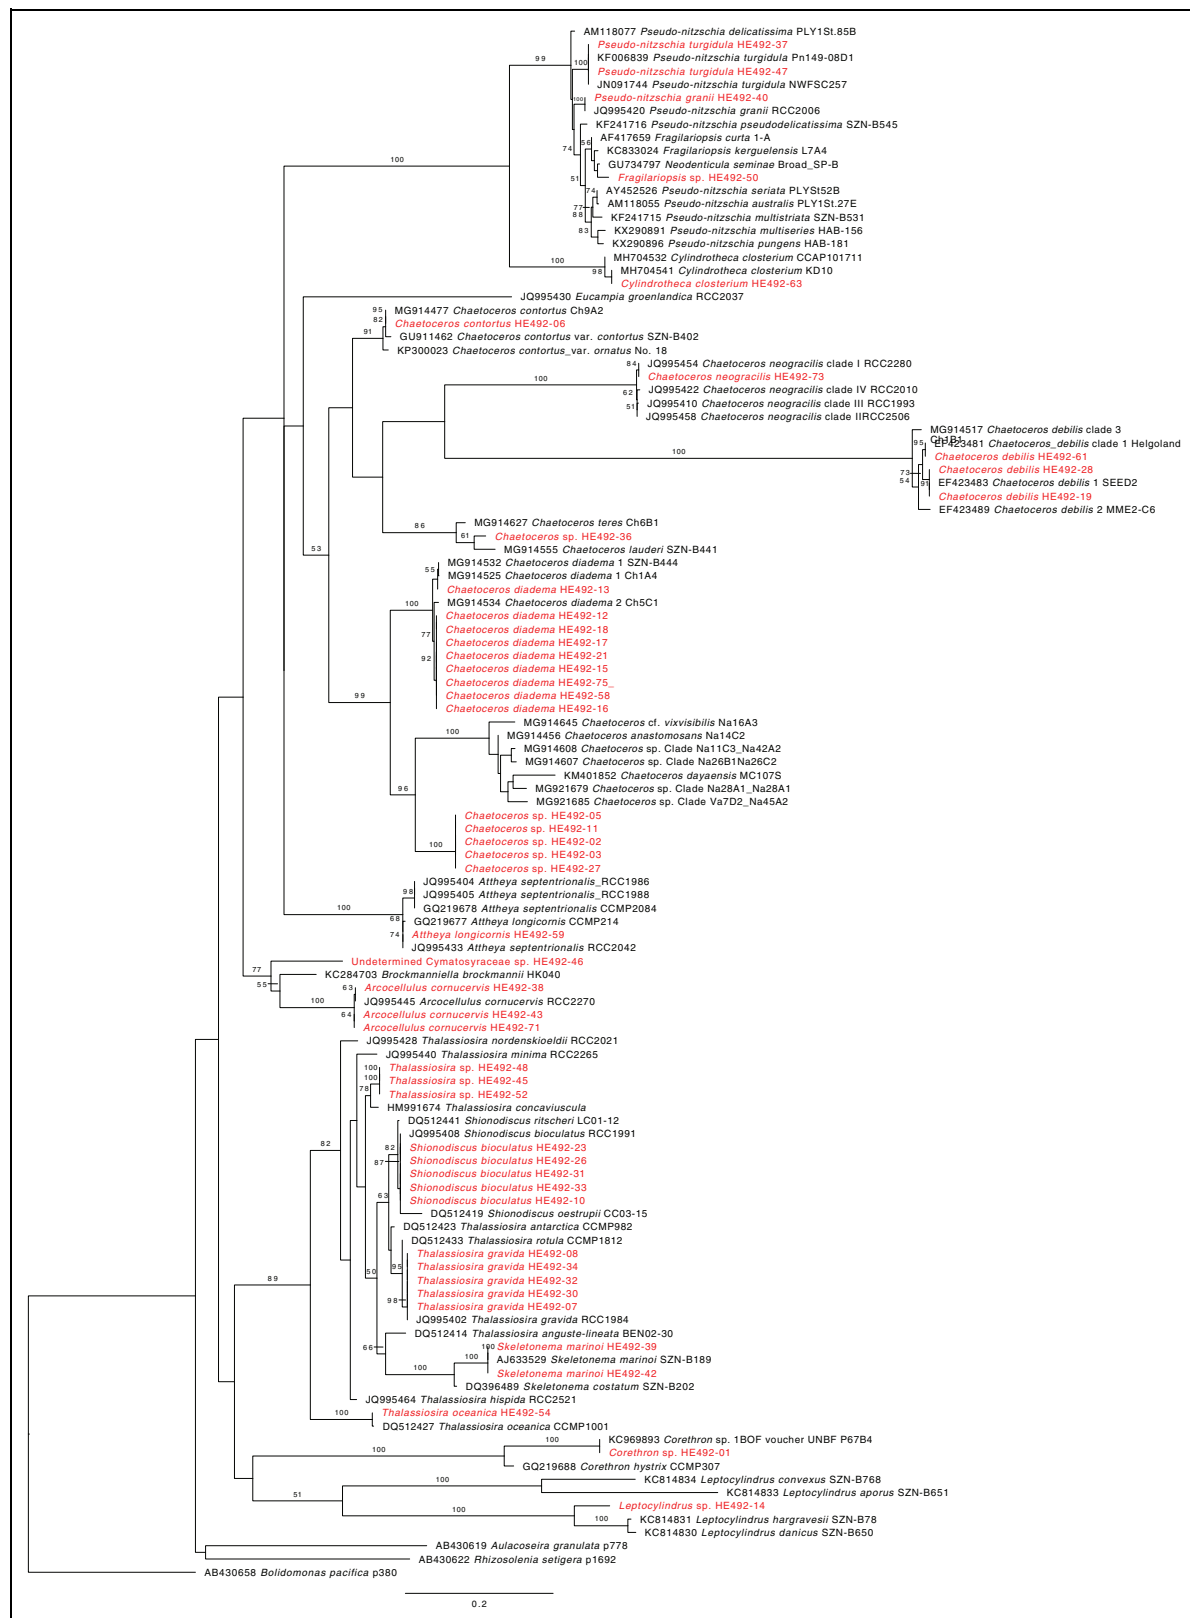 AM118077 Pseudo-nitzschia delicatissima PLY1St.85B
Pseudo-nitzschia turgidula HE492-37
KF006839 Pseudo-nitzschia turgidula Pn149-08D1
99
100
Pseudo-nitzschia turgidula HE492-47
JN091744 Pseudo-nitzschia turgidula NWFSC257
100
Pseudo-nitzschia granii HE492-40
JQ995420 Pseudo-nitzschia granii RCC2006
KF241716 Pseudo-nitzschia pseudodelicatissima SZN-B545
AF417659 Fragilariopsis curta 1-A
56
74
KC833024 Fragilariopsis kerguelensis L7A4
100
GU734797 Neodenticula seminae Broad_SP-B
51
Fragilariopsis sp. HE492-50
74
AY452526 Pseudo-nitzschia seriata PLYSt52B
77
AM118055 Pseudo-nitzschia australis PLY1St.27E
88
KF241715 Pseudo-nitzschia multistriata SZN-B531
83
KX290891 Pseudo-nitzschia multiseries HAB-156
KX290896 Pseudo-nitzschia pungens HAB-181
MH704532 Cylindrotheca closterium CCAP101711
100
98
MH704541 Cylindrotheca closterium KD10
Cylindrotheca closterium HE492-63
JQ995430 Eucampia groenlandica RCC2037
95
MG914477 Chaetoceros contortus Ch9A2
82
Chaetoceros contortus HE492-06
91
GU911462 Chaetoceros contortus var. contortus SZN-B402
KP300023 Chaetoceros contortus_var. ornatus No. 18
84
JQ995454 Chaetoceros neogracilis clade I RCC2280
100
Chaetoceros neogracilis HE492-73
62
JQ995422 Chaetoceros neogracilis clade IV RCC2010
51
JQ995410 Chaetoceros neogracilis clade III RCC1993
JQ995458 Chaetoceros neogracilis clade IIRCC2506
MG914517 Chaetoceros debilis clade 3
Ch1B1
95
EF423481 Chaetoceros_debilis clade 1 Helgoland
100
Chaetoceros debilis HE492-61
73
Chaetoceros debilis HE492-28
54
91
EF423483 Chaetoceros debilis 1 SEED2
Chaetoceros debilis HE492-19
EF423489 Chaetoceros debilis 2 MME2-C6
86
MG914627 Chaetoceros teres Ch6B1
61
Chaetoceros sp. HE492-36
53
MG914555 Chaetoceros lauderi SZN-B441
MG914532 Chaetoceros diadema 1 SZN-B444
55
MG914525 Chaetoceros diadema 1 Ch1A4
Chaetoceros diadema HE492-13
100
MG914534 Chaetoceros diadema 2 Ch5C1
Chaetoceros diadema HE492-12
Chaetoceros diadema HE492-18
77
Chaetoceros diadema HE492-17
92
Chaetoceros diadema HE492-21
Chaetoceros diadema HE492-15
Chaetoceros diadema HE492-75_
99
Chaetoceros diadema HE492-58
Chaetoceros diadema HE492-16
MG914645 Chaetoceros cf. vixvisibilis Na16A3
100
MG914456 Chaetoceros anastomosans Na14C2
MG914608 Chaetoceros sp. Clade Na11C3_Na42A2
MG914607 Chaetoceros sp. Clade Na26B1Na26C2
KM401852 Chaetoceros dayaensis MC107S
96
MG921679 Chaetoceros sp. Clade Na28A1_Na28A1
MG921685 Chaetoceros sp. Clade Va7D2_Na45A2
Chaetoceros sp. HE492-05
Chaetoceros sp. HE492-11
100
Chaetoceros sp. HE492-02
Chaetoceros sp. HE492-03
Chaetoceros sp. HE492-27
JQ995404 Attheya septentrionalis_RCC1986
98
JQ995405 Attheya septentrionalis_RCC1988
100
GQ219678 Attheya septentrionalis CCMP2084
68
GQ219677 Attheya longicornis CCMP214
74
Attheya longicornis HE492-59
JQ995433 Attheya septentrionalis RCC2042
Undetermined Cymatosyraceae sp. HE492-46
77
KC284703 Brockmanniella brockmannii HK040
55
63
Arcocellulus cornucervis HE492-38
100
JQ995445 Arcocellulus cornucervis RCC2270
64
Arcocellulus cornucervis HE492-43
Arcocellulus cornucervis HE492-71
JQ995428 Thalassiosira nordenskioeldii RCC2021
JQ995440 Thalassiosira minima RCC2265
100
Thalassiosira sp. HE492-48
100
Thalassiosira sp. HE492-45
78
Thalassiosira sp. HE492-52
HM991674 Thalassiosira concaviuscula
DQ512441 Shionodiscus ritscheri LC01-12
JQ995408 Shionodiscus bioculatus RCC1991
82
82
Shionodiscus bioculatus HE492-23
87
Shionodiscus bioculatus HE492-26
Shionodiscus bioculatus HE492-31
Shionodiscus bioculatus HE492-33
63
Shionodiscus bioculatus HE492-10
DQ512419 Shionodiscus oestrupii CC03-15
DQ512423 Thalassiosira antarctica CCMP982
DQ512433 Thalassiosira rotula CCMP1812
Thalassiosira gravida HE492-08
95
Thalassiosira gravida HE492-34
50
Thalassiosira gravida HE492-32
89
Thalassiosira gravida HE492-30
98
Thalassiosira gravida HE492-07
JQ995402 Thalassiosira gravida RCC1984
DQ512414 Thalassiosira anguste-lineata BEN02-30
66
100
Skeletonema marinoi HE492-39
100
AJ633529 Skeletonema marinoi SZN-B189
Skeletonema marinoi HE492-42
DQ396489 Skeletonema costatum SZN-B202
JQ995464 Thalassiosira hispida RCC2521
100
Thalassiosira oceanica HE492-54
DQ512427 Thalassiosira oceanica CCMP1001
100
KC969893 Corethron sp. 1BOF voucher UNBF P67B4
100
Corethron sp. HE492-01
GQ219688 Corethron hystrix CCMP307
100
KC814834 Leptocylindrus convexus SZN-B768
KC814833 Leptocylindrus aporus SZN-B651
51
Leptocylindrus sp. HE492-14
100
100
KC814831 Leptocylindrus hargravesii SZN-B78
KC814830 Leptocylindrus danicus SZN-B650
AB430619 Aulacoseira granulata p778
AB430622 Rhizosolenia setigera p1692
AB430658 Bolidomonas pacifica p380
0.2